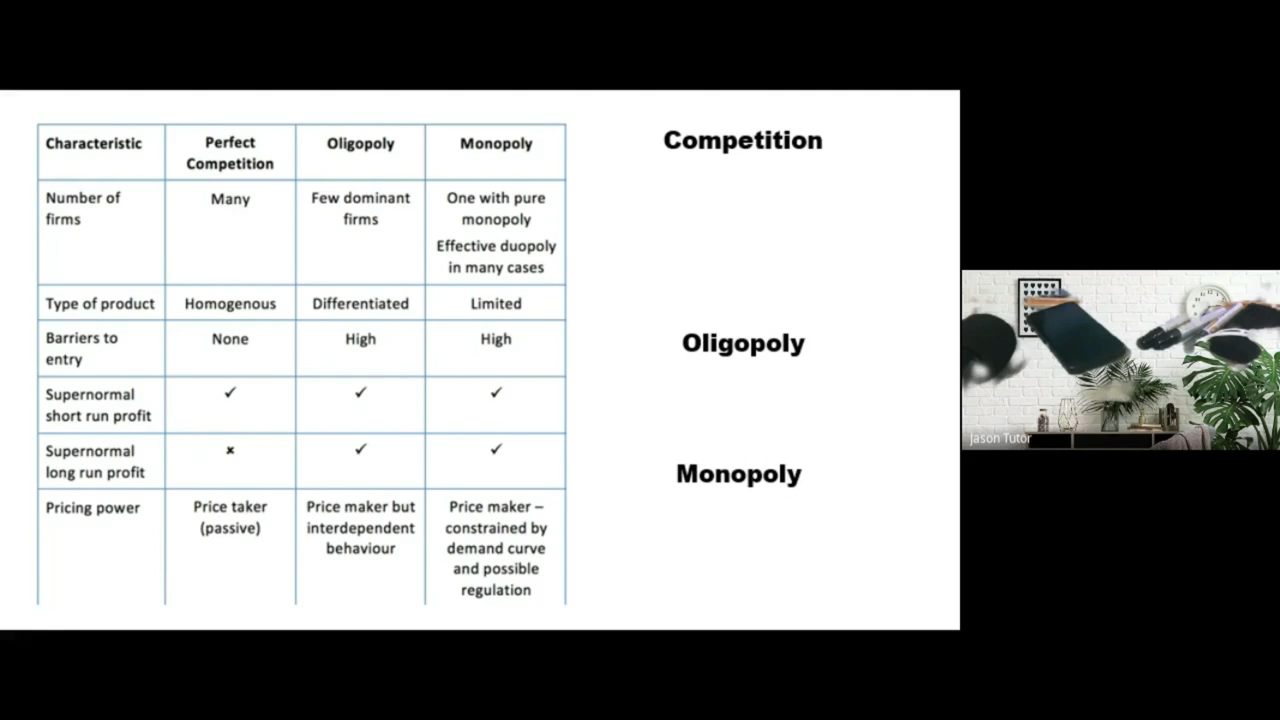 Characteristic
Perfect
Competition
Oligopoly
Monopoly
Number of
firms
Many
Few dominant
firms
One with pure
monopoly
Effective duopoly
in many cases
Type of product
Homogenous
Differentiated
Limited
Barriers to
entry
None
High
High
Supernormal
short run profit
✓
✓
✓
Supernormal
long run profit
×
✓
✓
Pricing power
Price taker
(passive)
Price maker but
interdependent
behaviour
Price maker –
constrained by
demand curve
and possible
regulation
Competition
Oligopoly
Monopoly
Jason Tutor